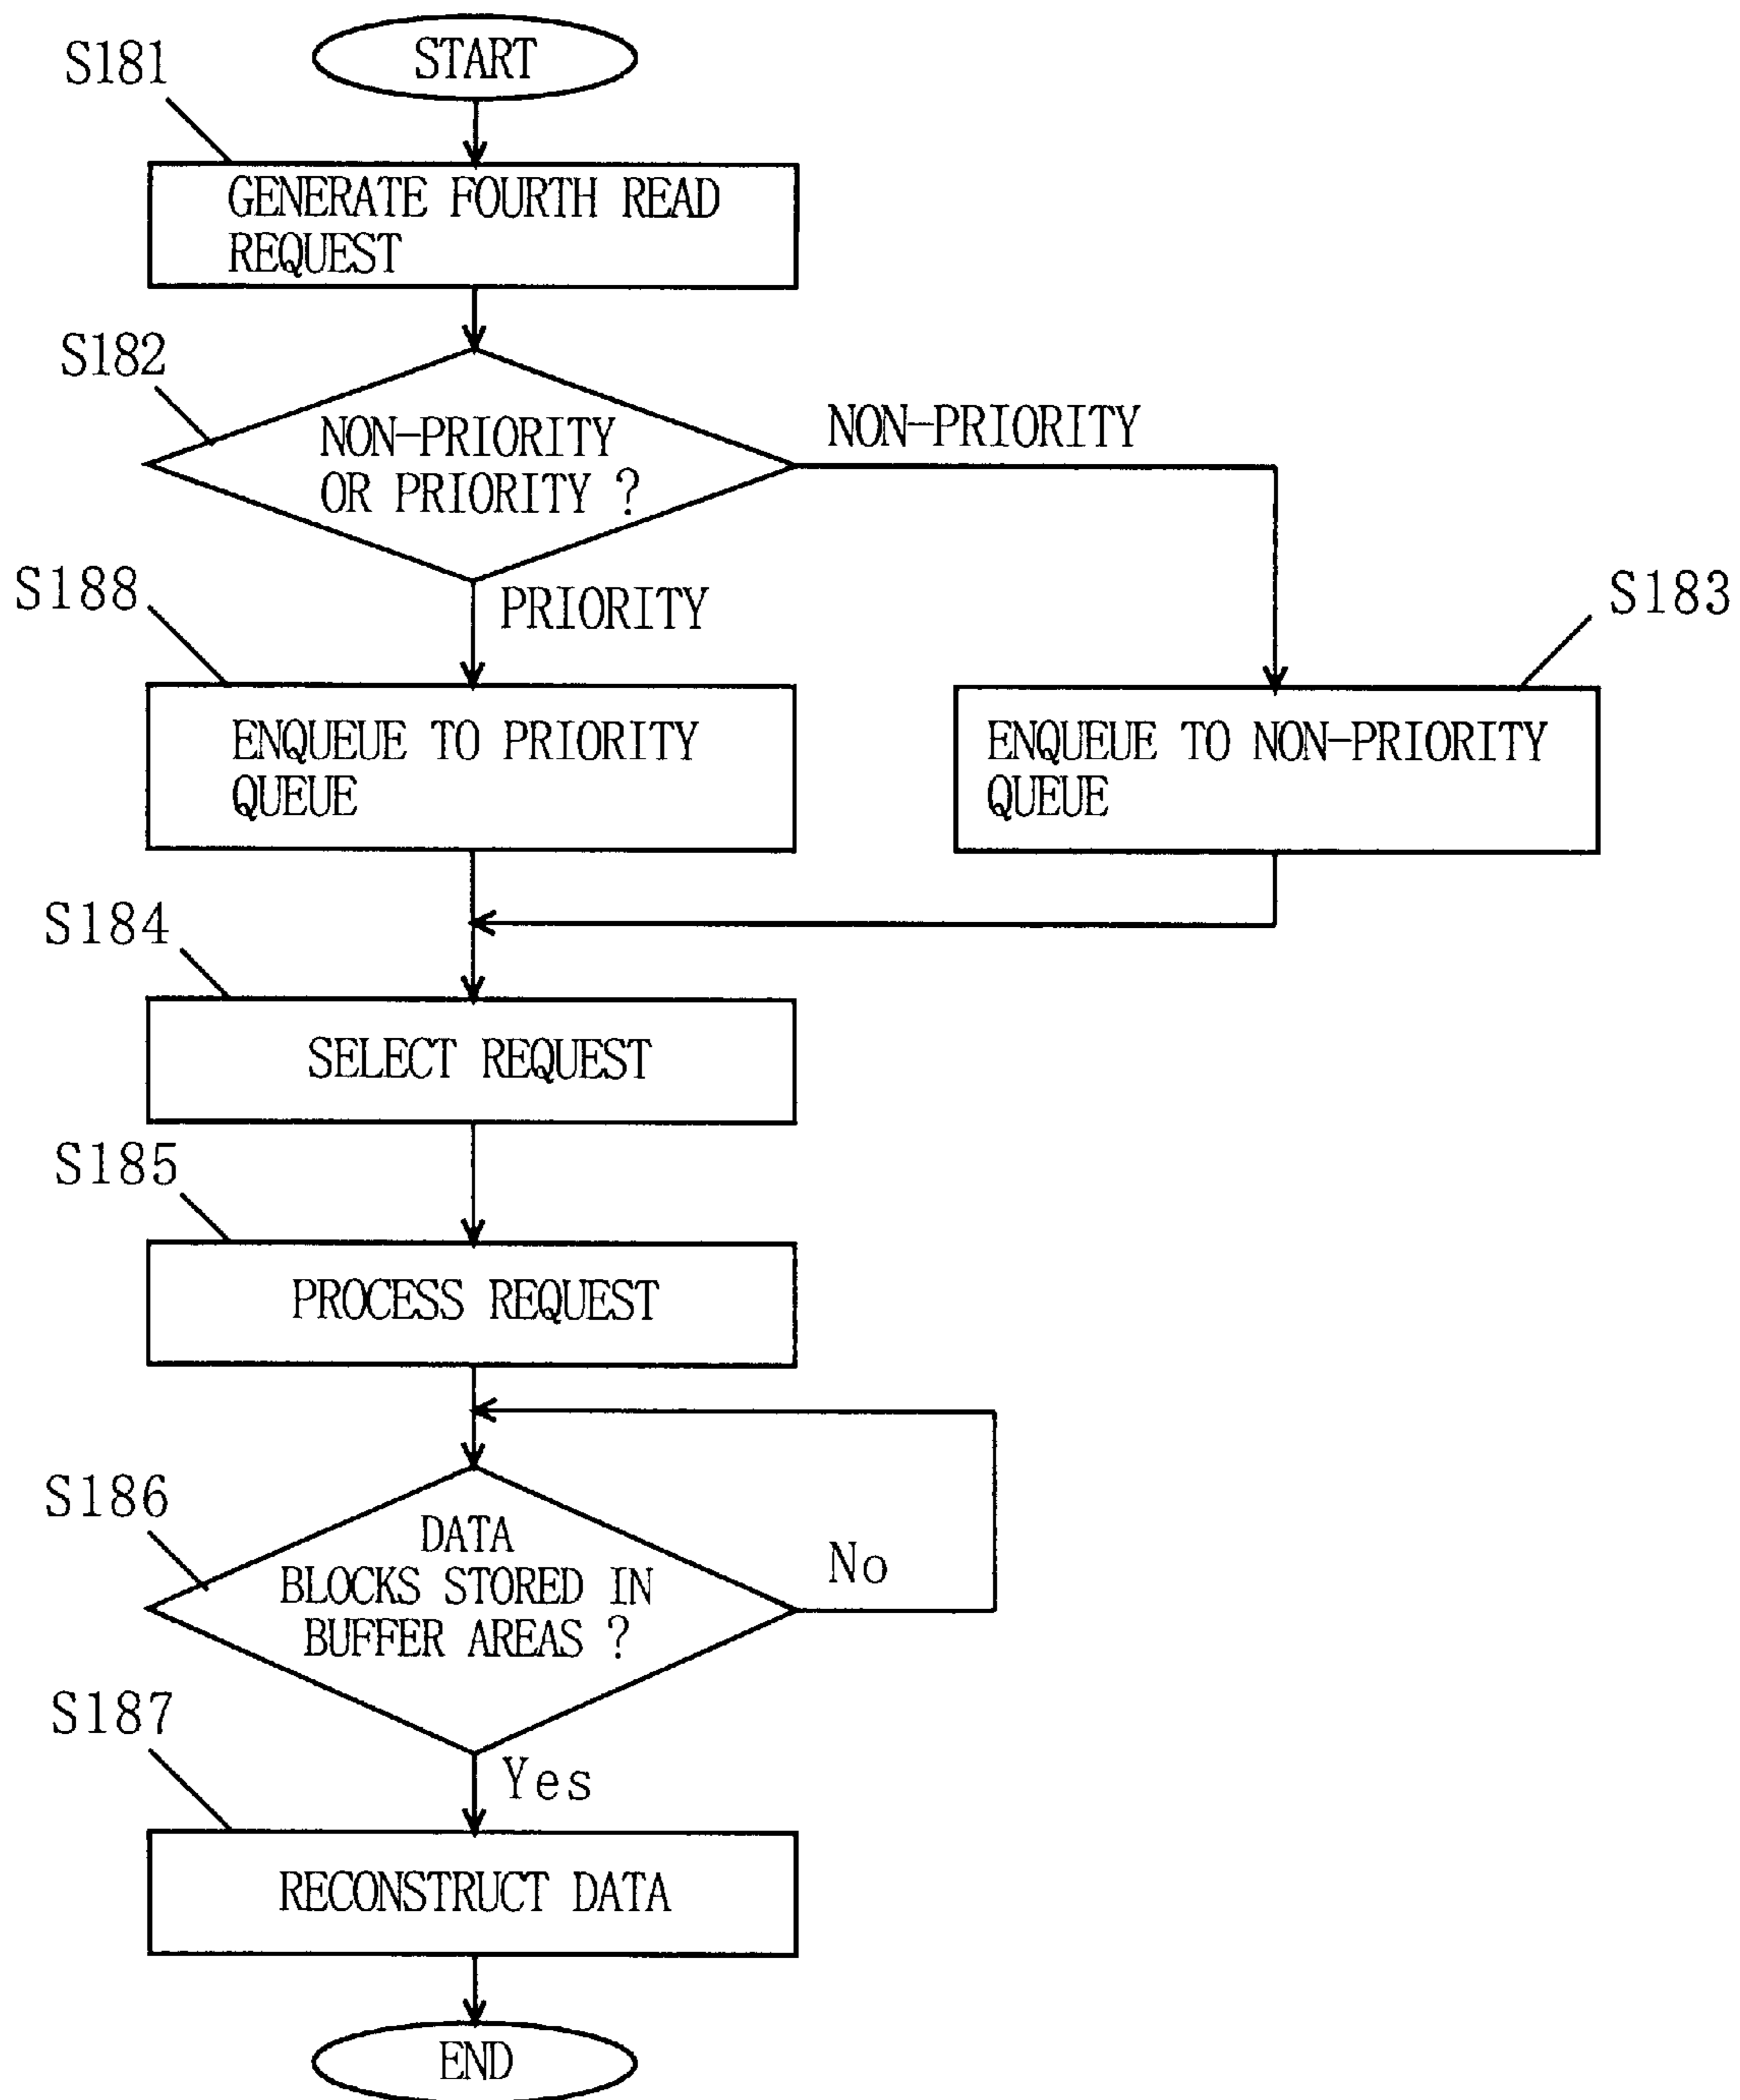 START
S181
GENERATE FOURTH READ
REQUEST
S182
NON-PRIORITY
OR PRIORITY ?
NON-PRIORITY
S188
PRIORITY
S183
ENQUEUE TO PRIORITY
QUEUE
ENQUEUE TO NON-PRIORITY
QUEUE
S184
SELECT REQUEST
S185
PROCESS REQUEST
S186
DATA
BLOCKS STORED IN
BUFFER AREAS ?
No
S187
Yes
RECONSTRUCT DATA
END